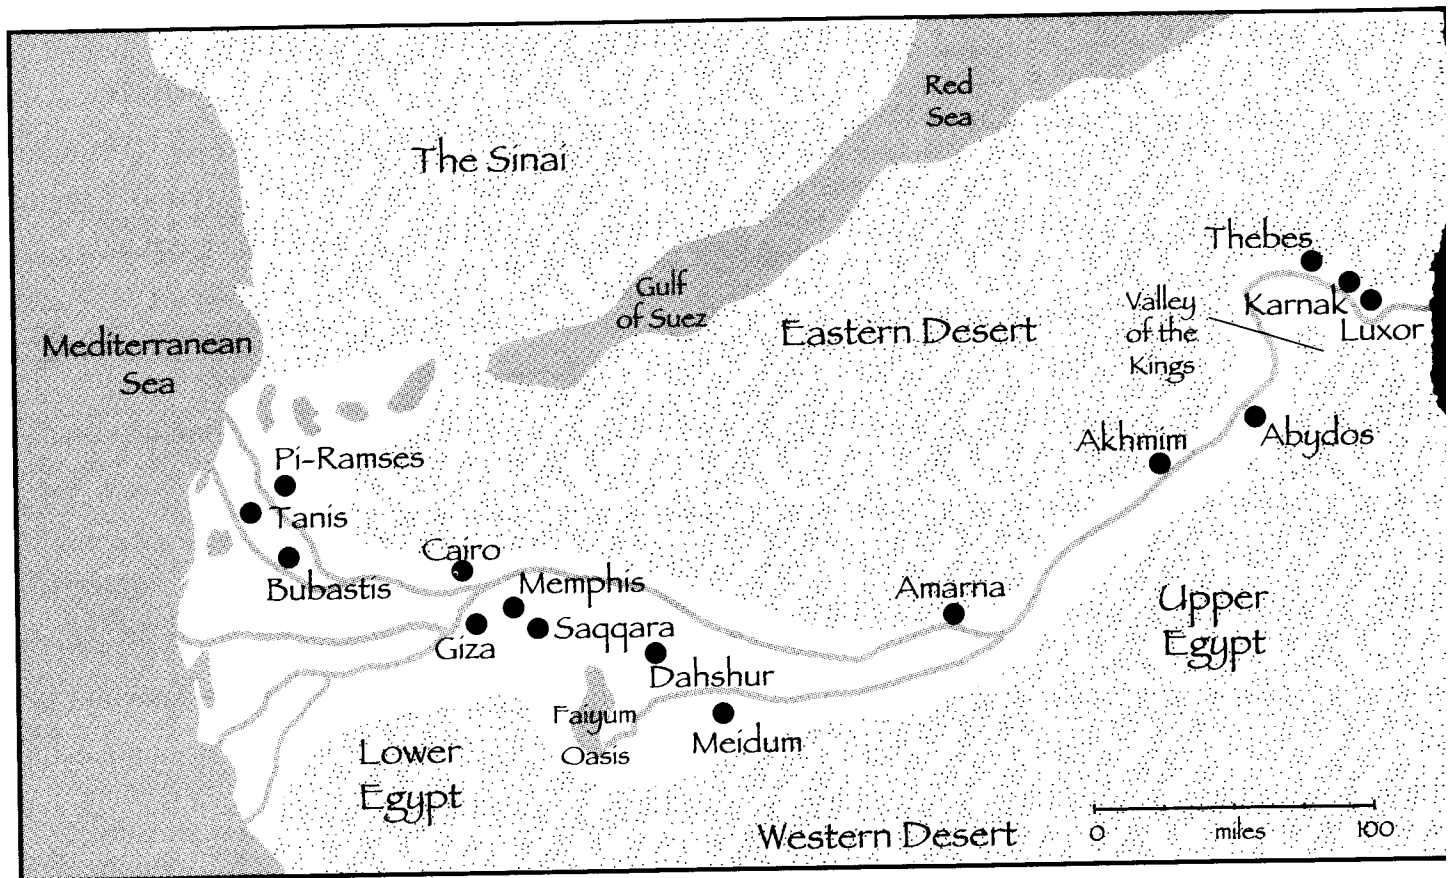 Red
Sea
The Sinai
Thebes
Gulf
of Suez
Valley
of the
Kings
Karnak
Luxor
Eastern Desert
Mediterranean
Sea
Akhmim
Abydos
Pi-Ramses
Tanis
Cairo
Bubastis
Memphis
Amarna
Upper
Egypt
Giza
Saqqara
Dahshur
Faiyum
Oasis
Meidum
Lower
Egypt
Western Desert
0 miles 100